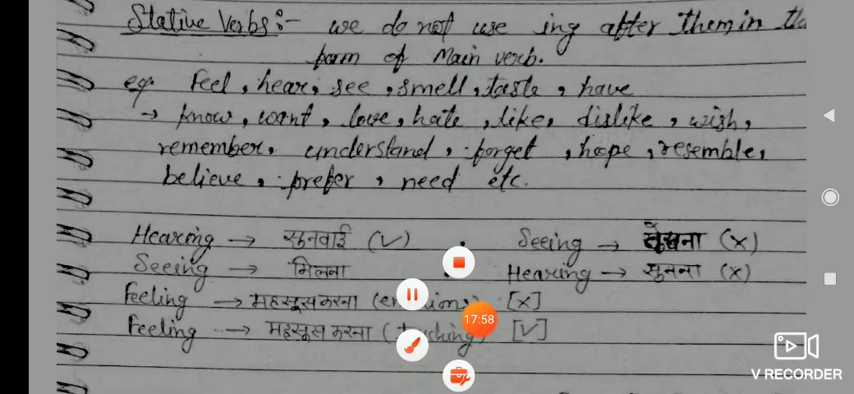 Stative Verbs:- we do not use ing after them in the
form of Main verb.
eg. Feel, hear, see, smell, taste, have
→ know, want, love, hate, like, dislike, wish,
remember, understand, forget, hope, resemble,
believe, prefer, need etc.
Hearing → सुनवाई (✓) Seeing → देखना (×)
Seeing → मिलना Hearing → सुनना (×)
Feeling → महसूस करना [×]
Feeling → महसूस करना [✓]
17:58
V RECORDER